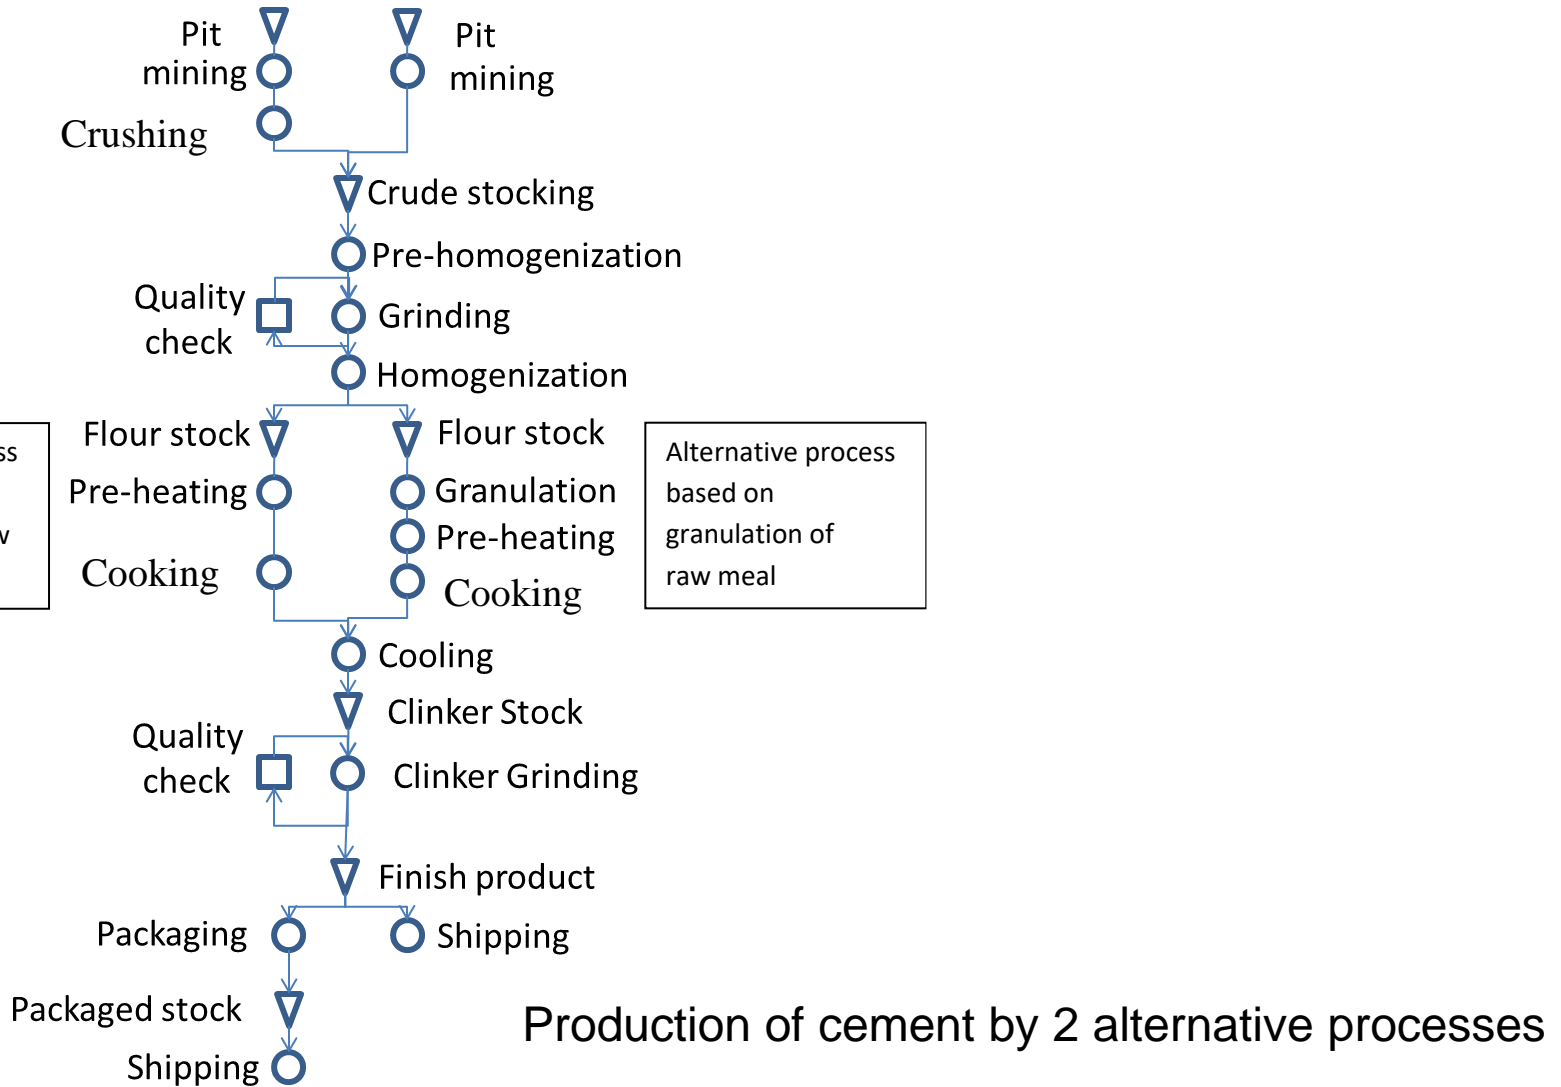 Pit
mining
Pit
mining
Crushing
Crude stocking
Pre-homogenization
Quality
check
Grinding
Homogenization
Flour stock
Flour stock
Pre-heating
Granulation
Pre-heating
Cooking
Cooking
Alternative process
based on
granulation of
raw meal
Cooling
Clinker Stock
Quality
check
Clinker Grinding
Finish product
Packaging
Shipping
Packaged stock
Shipping
Production of cement by 2 alternative processes